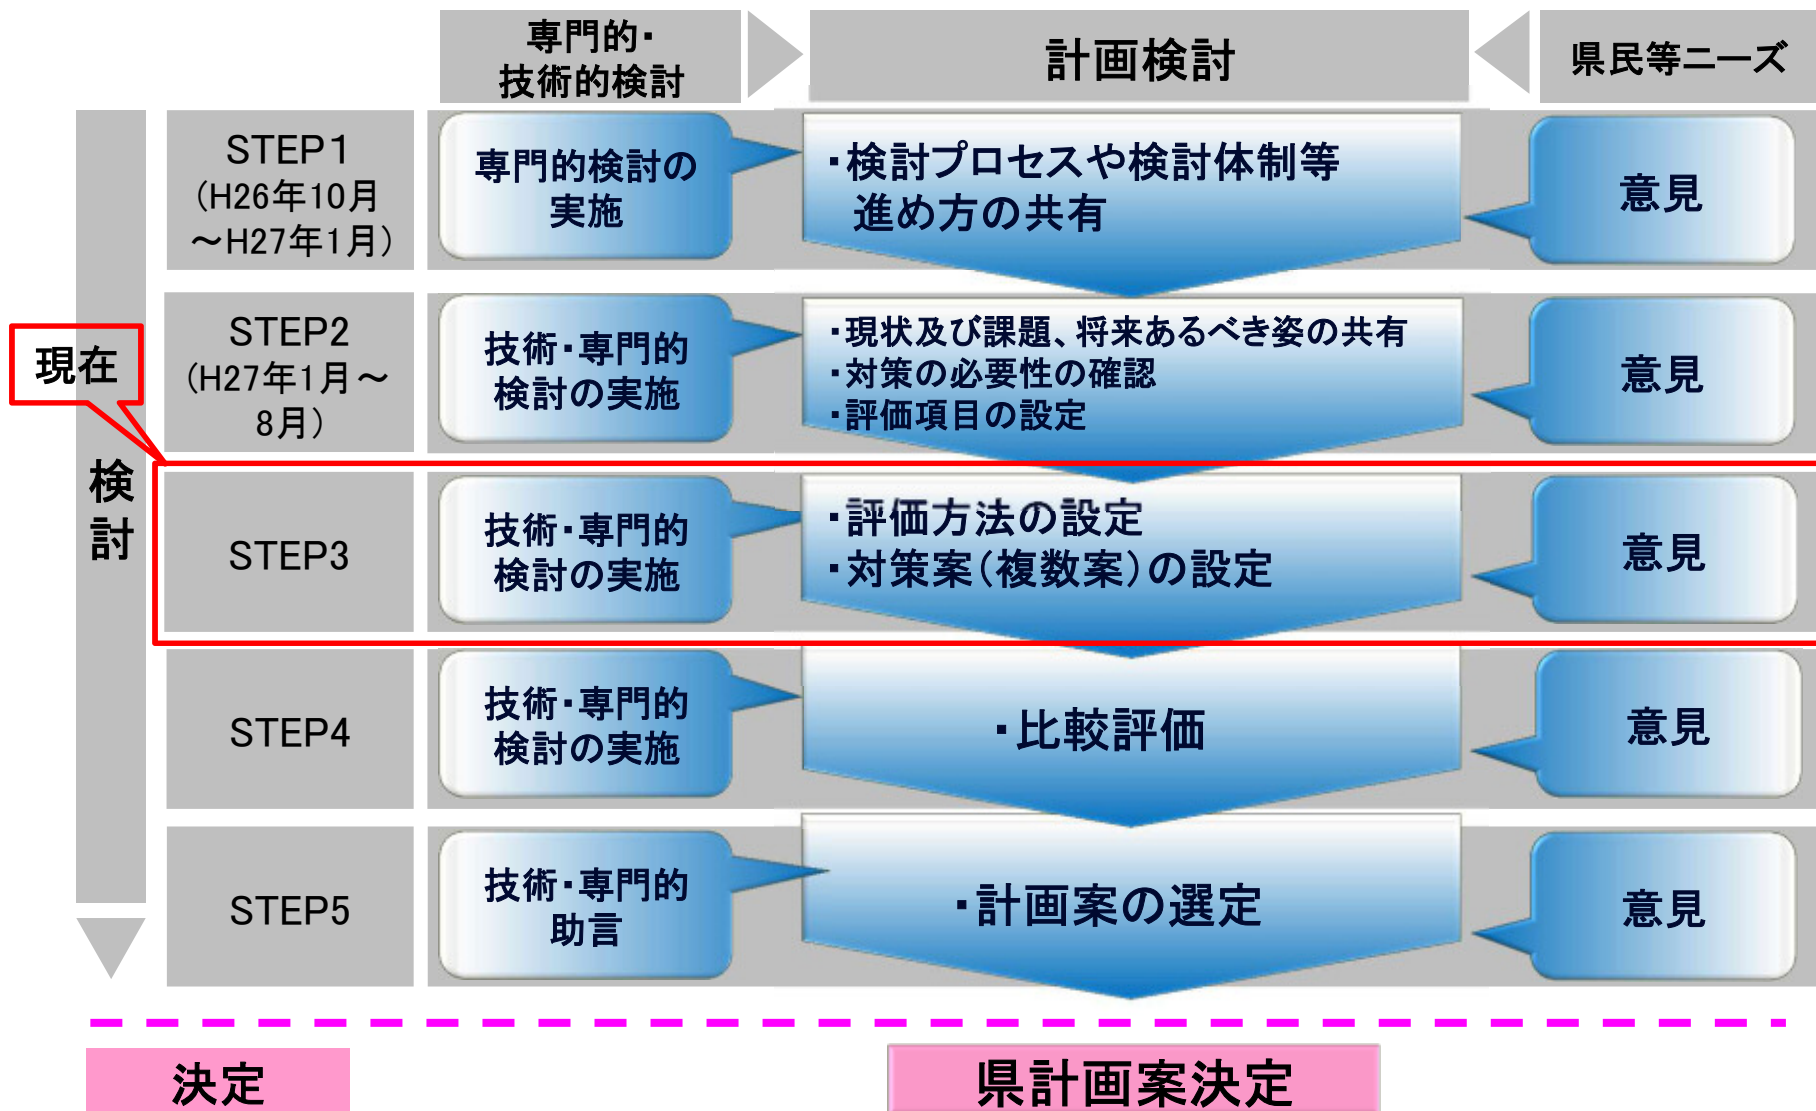 専門的・
技術的検討
計画検討
県民等ニーズ
検
討
現在
STEP1
(H26年10月
～H27年1月)
専門的検討の
実施
・検討プロセスや検討体制等
進め方の共有
意見
STEP2
(H27年1月～
8月)
技術・専門的
検討の実施
・現状及び課題、将来あるべき姿の共有
・対策の必要性の確認
・評価項目の設定
意見
STEP3
技術・専門的
検討の実施
・評価方法の設定
・対策案(複数案)の設定
意見
STEP4
技術・専門的
検討の実施
・比較評価
意見
STEP5
技術・専門的
助言
・計画案の選定
意見
決定
県計画案決定